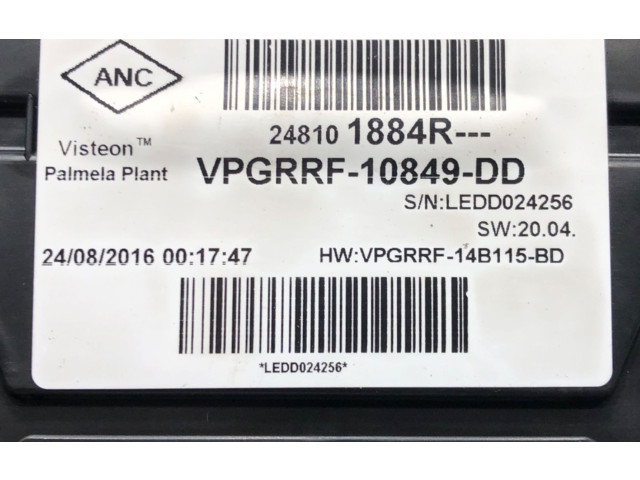 ANC
24810 1884R---
Visteon™
Palmela Plant
VPGRRF-10849-DD
S/N:LEDD024256
SW:20.04.
24/08/2016 00:17:47
HW:VPGRRF-14B115-BD
*LEDD024256*